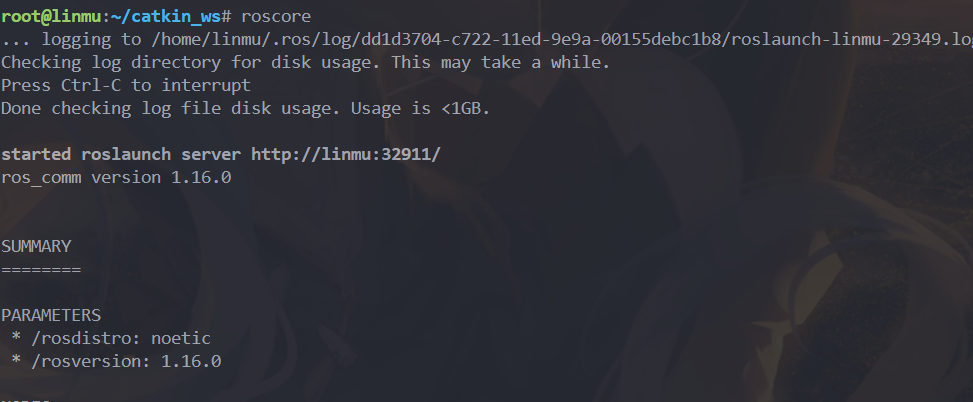 root@linmu:~/catkin_ws# roscore
... logging to /home/linmu/.ros/log/dd1d3704-c722-11ed-9e9a-00155debc1b8/roslaunch-linmu-29349.log
Checking log directory for disk usage. This may take a while.
Press Ctrl-C to interrupt
Done checking log file disk usage. Usage is <1GB.
started roslaunch server http://linmu:32911/
ros_comm version 1.16.0
SUMMARY
========
PARAMETERS
 * /rosdistro: noetic
 * /rosversion: 1.16.0